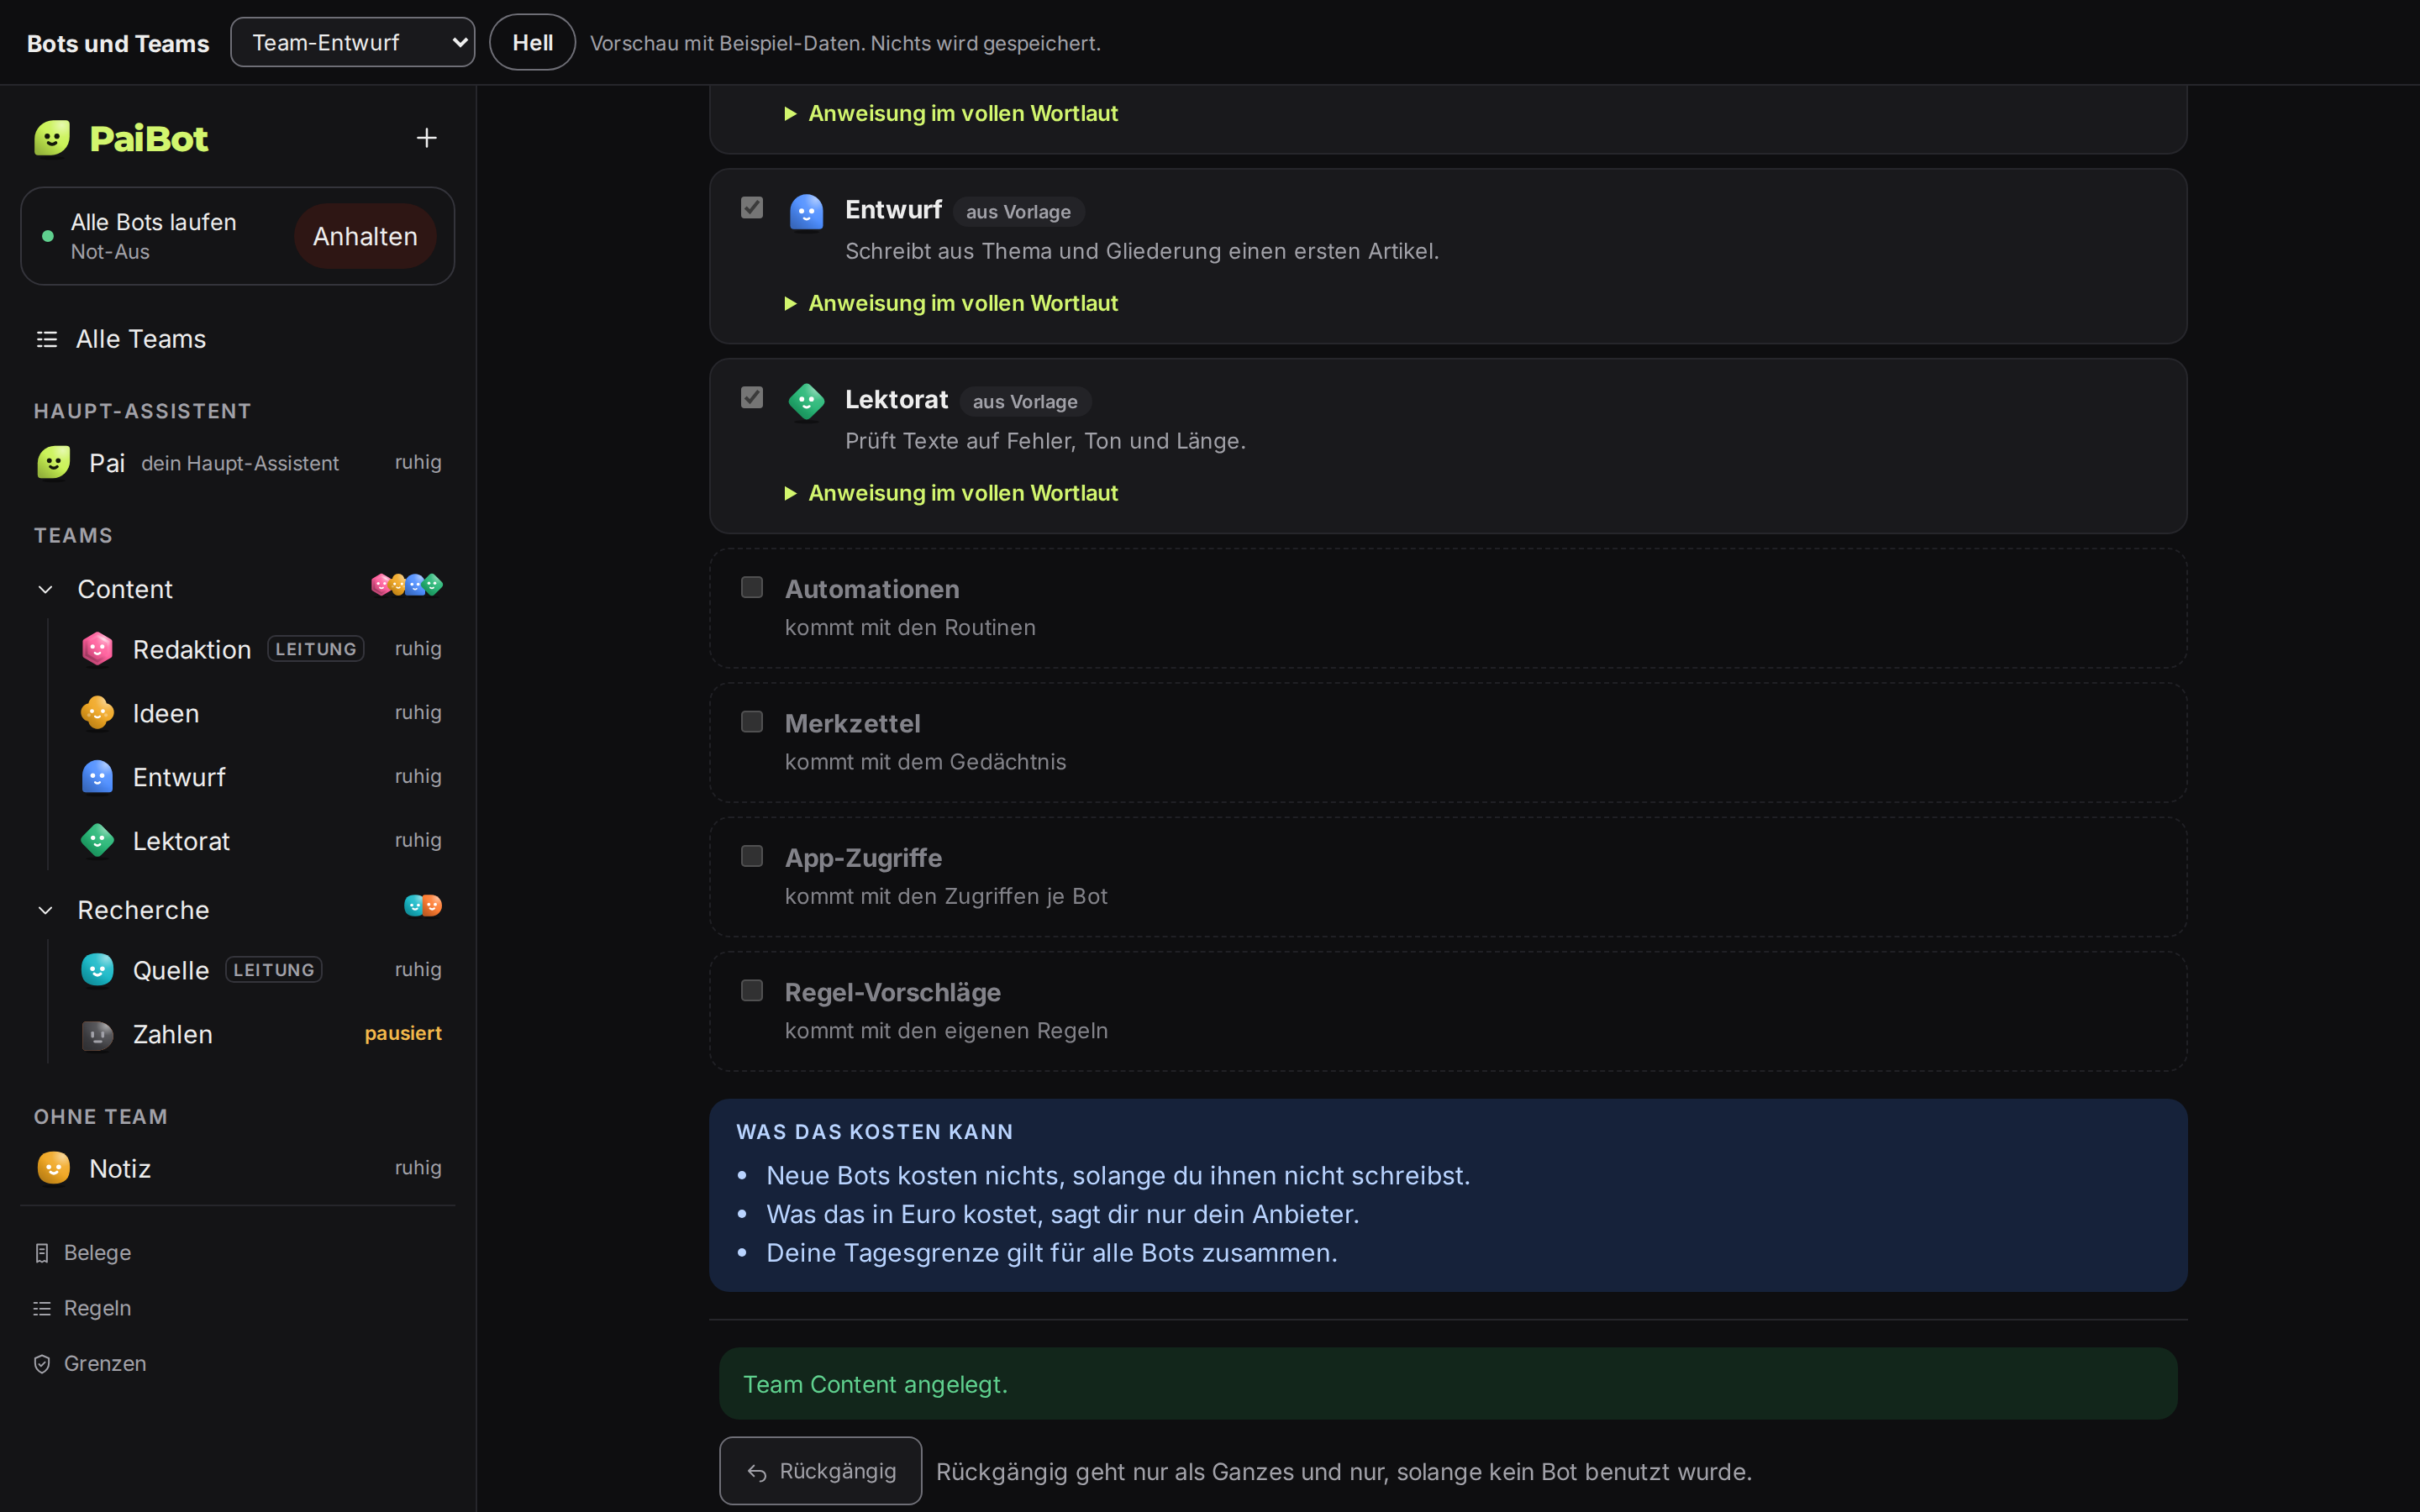 Bots und Teams
Team-Entwurf
Hell
Vorschau mit Beispiel-Daten. Nichts wird gespeichert.
PaiBot
Alle Bots laufen
Not-Aus
Anhalten
Alle Teams
HAUPT-ASSISTENT
Pai dein Haupt-Assistent ruhig
TEAMS
Content
Redaktion LEITUNG ruhig
Ideen ruhig
Entwurf ruhig
Lektorat ruhig
Recherche
Quelle LEITUNG ruhig
Zahlen pausiert
OHNE TEAM
Notiz ruhig
Belege
Regeln
Grenzen
Anweisung im vollen Wortlaut
Entwurf aus Vorlage
Schreibt aus Thema und Gliederung einen ersten Artikel.
Anweisung im vollen Wortlaut
Lektorat aus Vorlage
Prüft Texte auf Fehler, Ton und Länge.
Anweisung im vollen Wortlaut
Automationen
kommt mit den Routinen
Merkzettel
kommt mit dem Gedächtnis
App-Zugriffe
kommt mit den Zugriffen je Bot
Regel-Vorschläge
kommt mit den eigenen Regeln
WAS DAS KOSTEN KANN
• Neue Bots kosten nichts, solange du ihnen nicht schreibst.
• Was das in Euro kostet, sagt dir nur dein Anbieter.
• Deine Tagesgrenze gilt für alle Bots zusammen.
Team Content angelegt.
Rückgängig
Rückgängig geht nur als Ganzes und nur, solange kein Bot benutzt wurde.